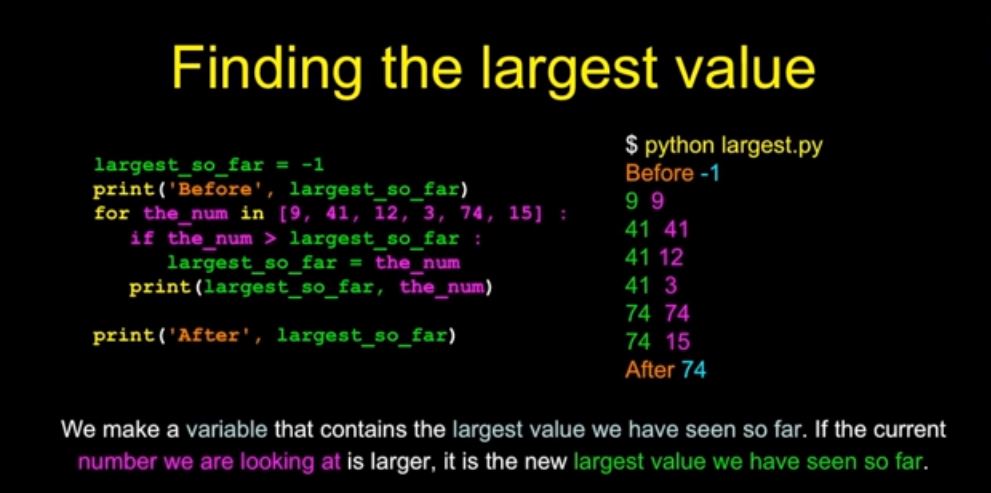 Finding the largest value
largest_so_far = -1
print('Before', largest_so_far)
for the_num in [9, 41, 12, 3, 74, 15] :
   if the_num > largest_so_far :
      largest_so_far = the_num
   print(largest_so_far, the_num)
print('After', largest_so_far)
$ python largest.py
Before -1
9 9
41 41
41 12
41 3
74 74
74 15
After 74
We make a variable that contains the largest value we have seen so far. If the current
number we are looking at is larger, it is the new largest value we have seen so far.